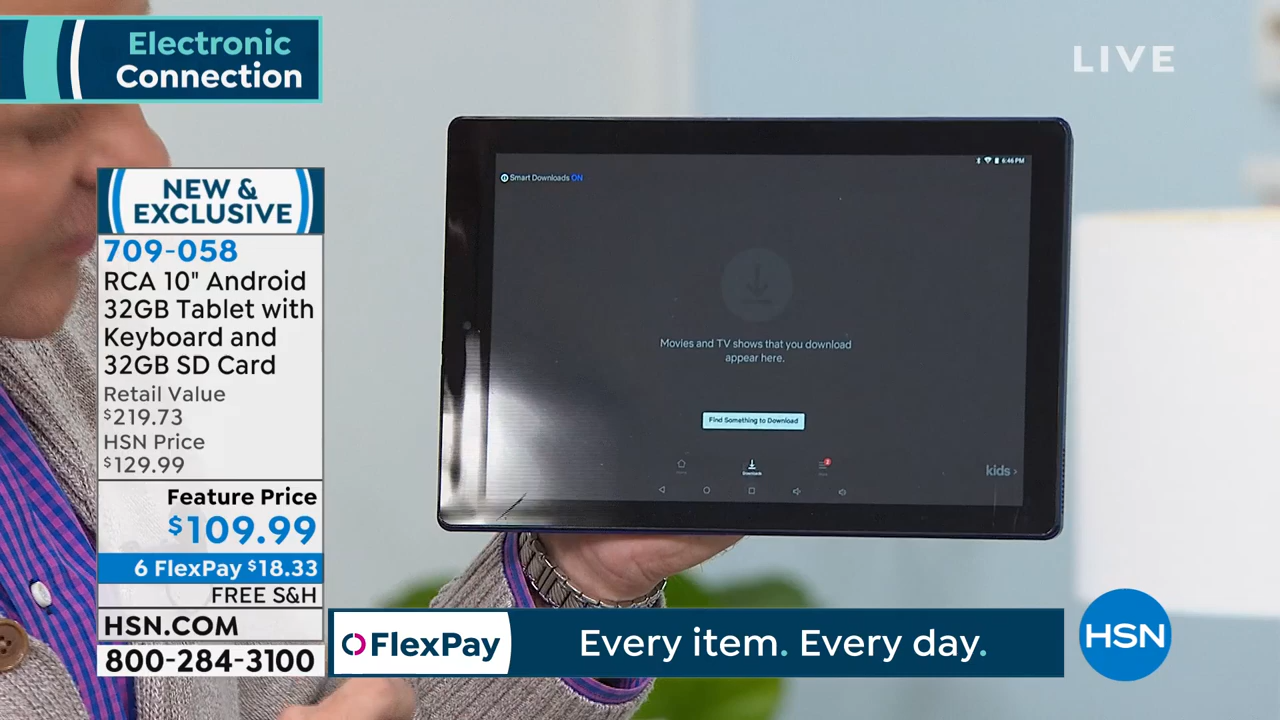 Electronic
Connection
LIVE
NEW &
EXCLUSIVE
709-058
RCA 10" Android
32GB Tablet with
Keyboard and
32GB SD Card
Retail Value
$219.73
HSN Price
$129.99
Feature Price
$109.99
6 FlexPay $18.33
FREE S&H
HSN.COM
800-284-3100
6:46 PM
Smart Downloads ON
Movies and TV shows that you download
appear here.
Find Something to Download
Downloads
kids ›
FlexPay
Every item. Every day.
HSN